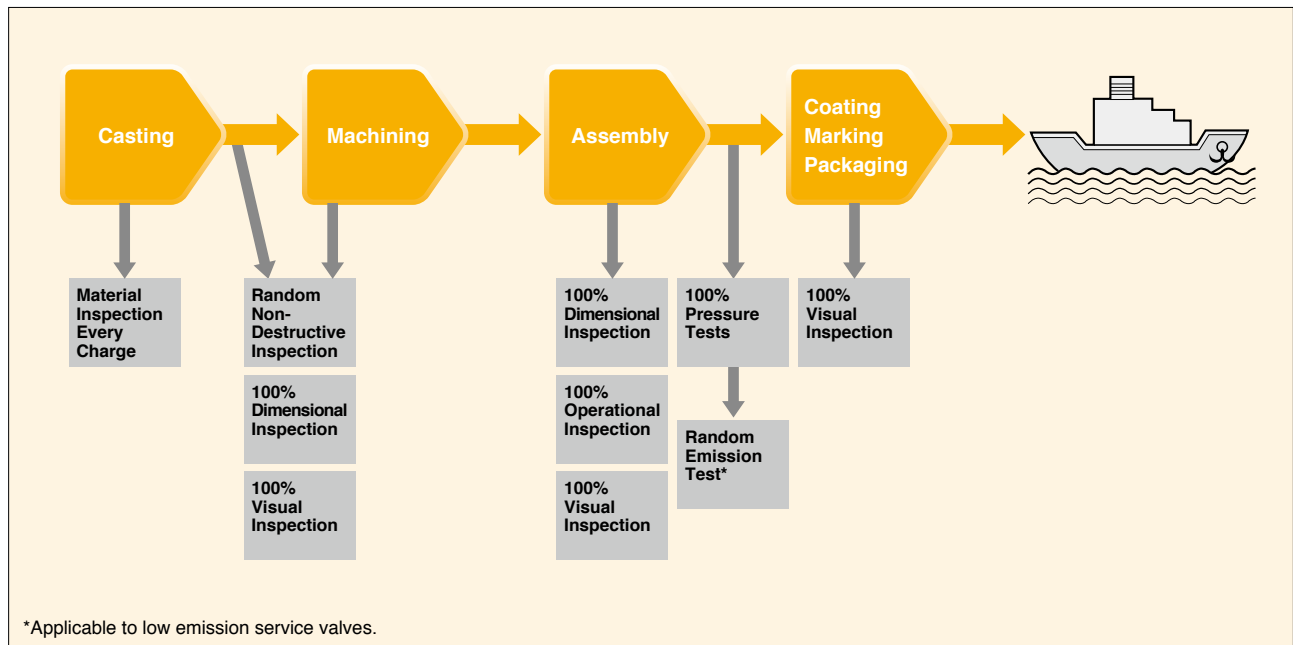 Casting
Machining
Assembly
Coating
Marking
Packaging
Material
Inspection
Every
Charge
Random
Non-
Destructive
Inspection
100%
Dimensional
Inspection
100%
Visual
Inspection
100%
Dimensional
Inspection
100%
Operational
Inspection
100%
Visual
Inspection
100%
Pressure
Tests
Random
Emission
Test*
100%
Visual
Inspection
*Applicable to low emission service valves.